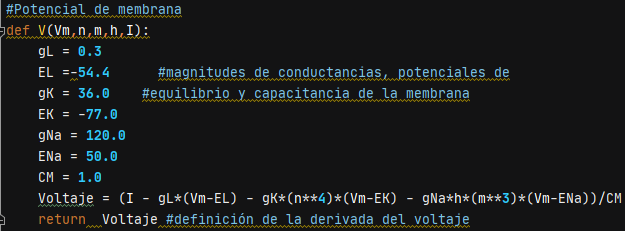 #Potencial de membrana
def V(Vm,n,m,h,I):
    gL = 0.3
    EL =-54.4      #magnitudes de conductancias, potenciales de
    gK = 36.0    #equilibrio y capacitancia de la membrana
    EK = -77.0
    gNa = 120.0
    ENa = 50.0
    CM = 1.0
    Voltaje = (I - gL*(Vm-EL) - gK*(n**4)*(Vm-EK) - gNa*h*(m**3)*(Vm-ENa))/CM
    return  Voltaje #definición de la derivada del voltaje